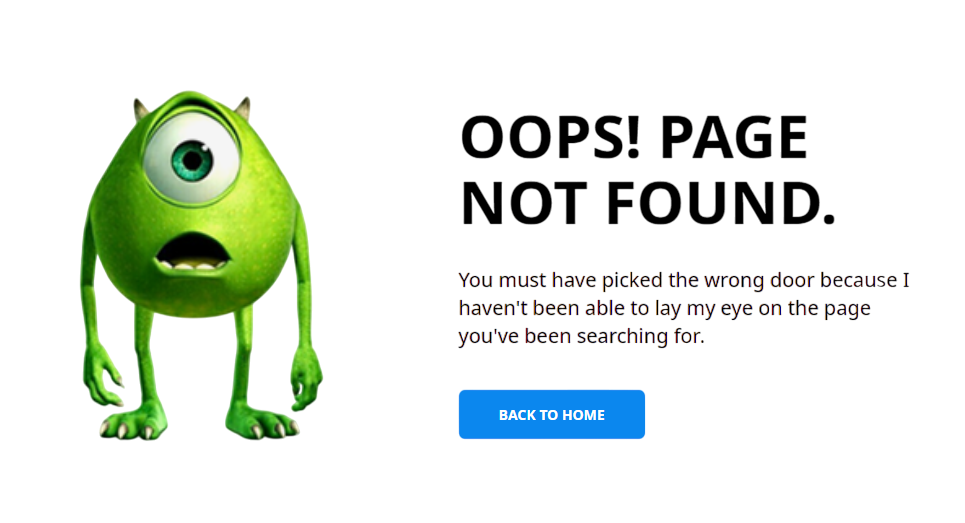 OOPS! PAGE
NOT FOUND.
You must have picked the wrong door because I
haven't been able to lay my eye on the page
you've been searching for.
BACK TO HOME